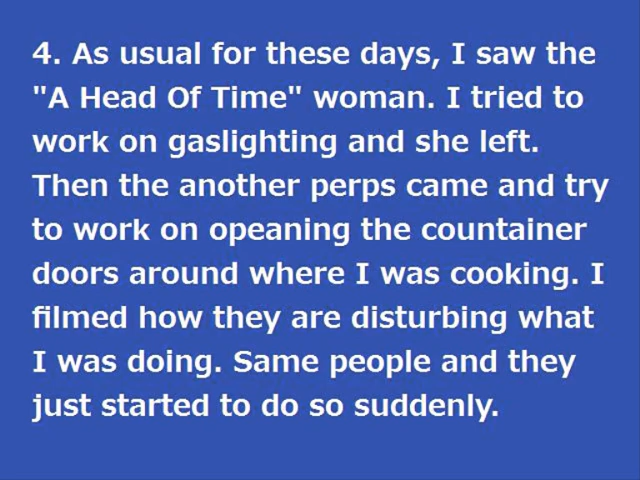 4. As usual for these days, I saw the
"A Head Of Time" woman. I tried to
work on gaslighting and she left.
Then the another perps came and try
to work on opeaning the countainer
doors around where I was cooking. I
filmed how they are disturbing what
I was doing. Same people and they
just started to do so suddenly.